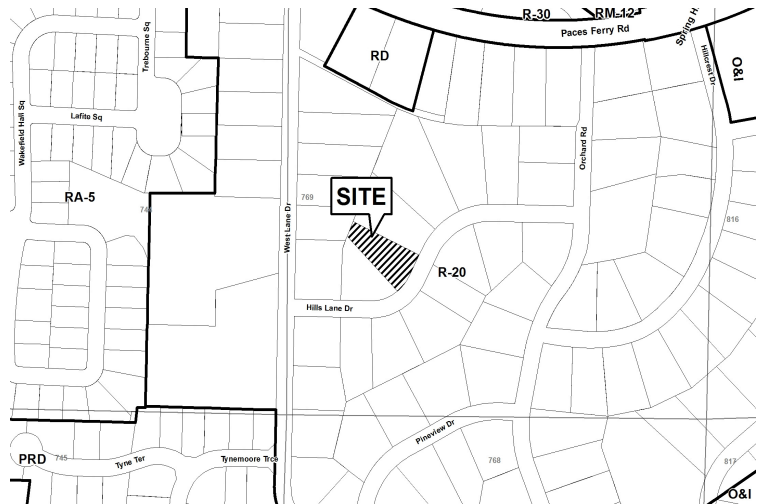 R-30
RM-12
Paces Ferry Rd
Spring H
Trebourne Sq
RD
Hillcrest Dr
O&I
Wakefield Hall Sq
Lafite Sq
Orchard Rd
RA-5
769
SITE
West Lane Dr
816
R-20
Hills Lane Dr
Pineview Dr
PRD
745
Tyne Ter
Tynemoore Trce
768
817
O&I